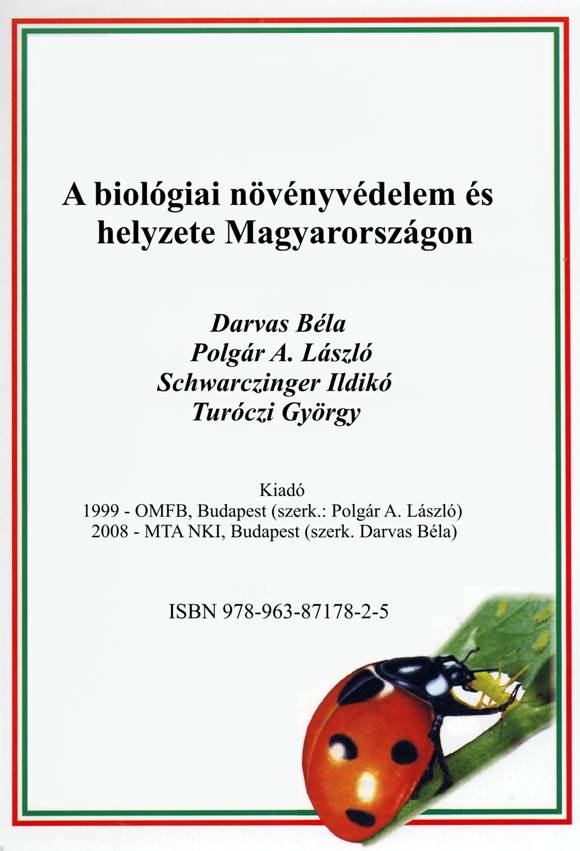 A biológiai növényvédelem és
helyzete Magyarországon
Darvas Béla
Polgár A. László
Schwarczinger Ildikó
Turóczi György
Kiadó
1999 - OMFB, Budapest (szerk.: Polgár A. László)
2008 - MTA NKI, Budapest (szerk. Darvas Béla)
ISBN 978-963-87178-2-5